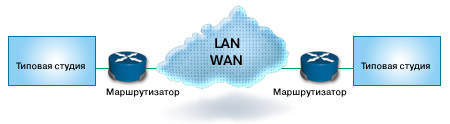 LAN
WAN
Типовая студия
Типовая студия
Маршрутизатор
Маршрутизатор